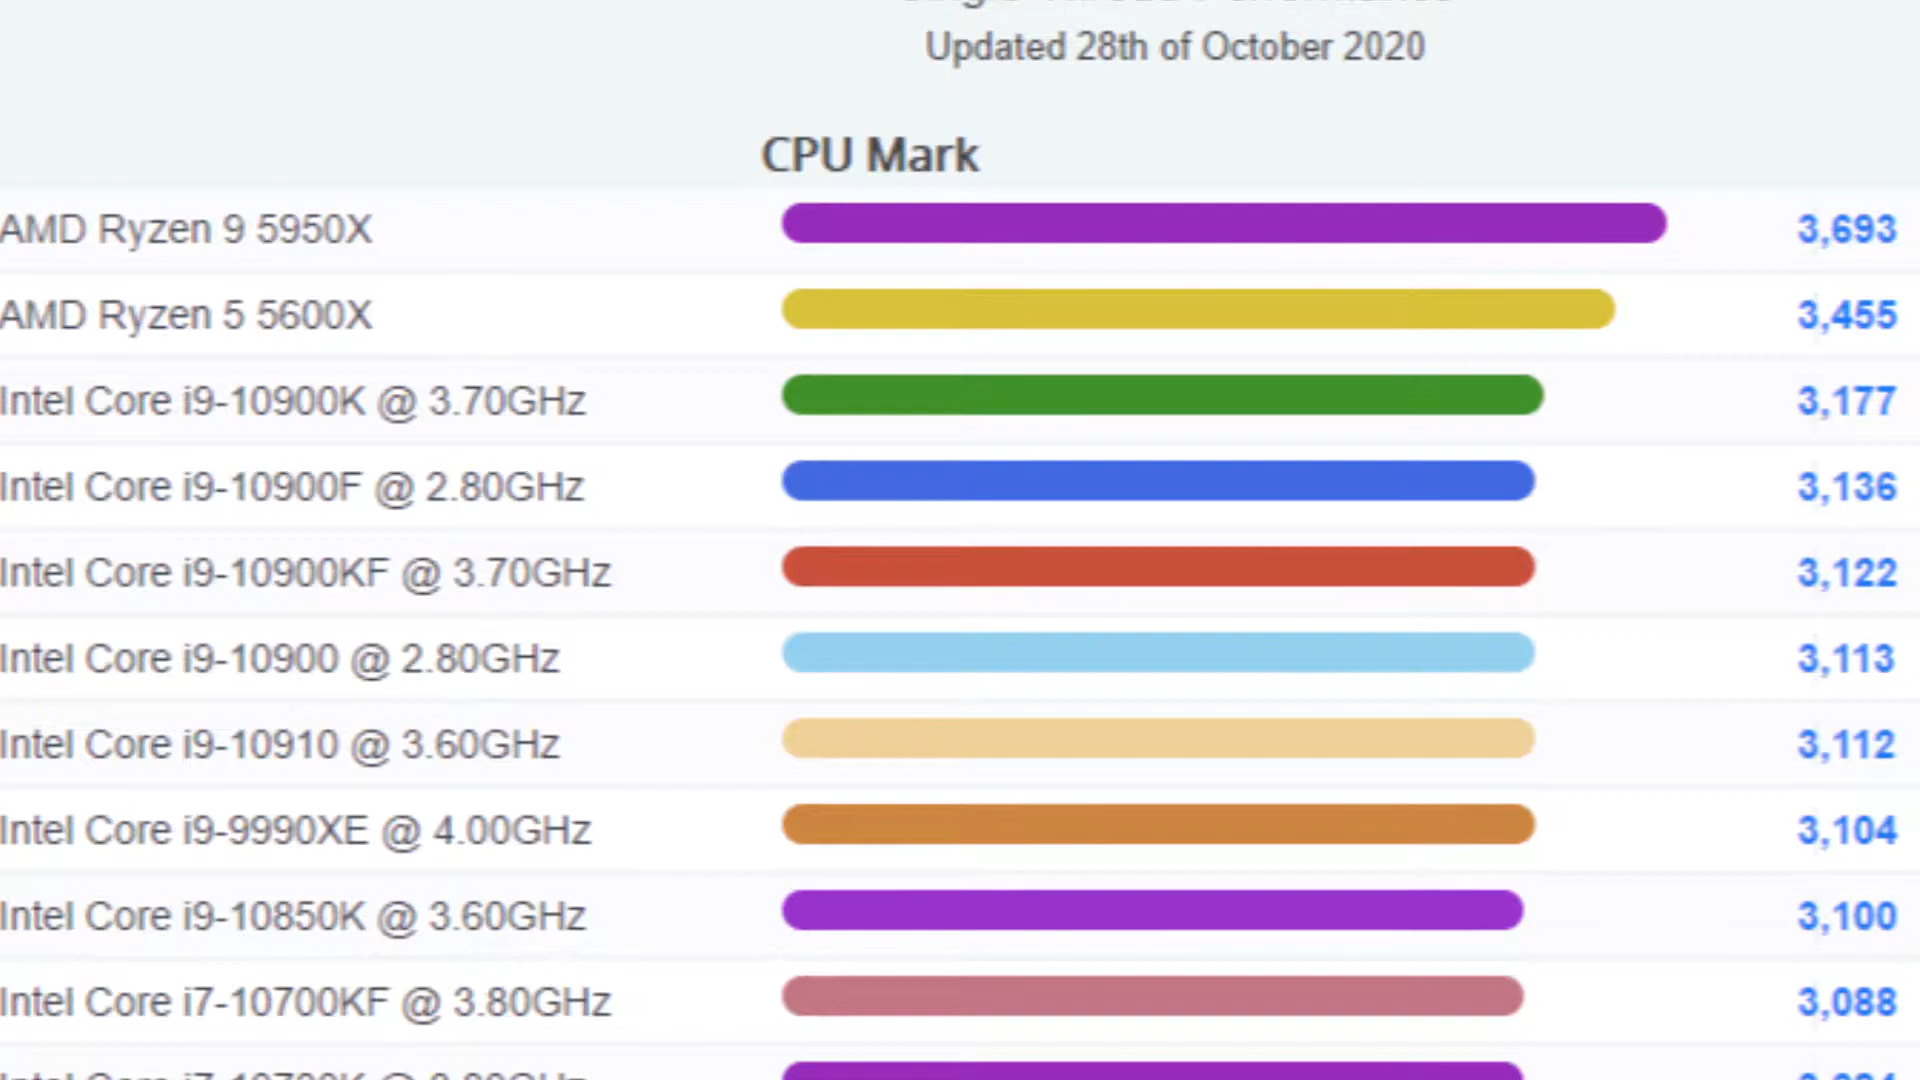 Updated 28th of October 2020
CPU Mark
AMD Ryzen 9 5950X 3,693
AMD Ryzen 5 5600X 3,455
Intel Core i9-10900K @ 3.70GHz 3,177
Intel Core i9-10900F @ 2.80GHz 3,136
Intel Core i9-10900KF @ 3.70GHz 3,122
Intel Core i9-10900 @ 2.80GHz 3,113
Intel Core i9-10910 @ 3.60GHz 3,112
Intel Core i9-9990XE @ 4.00GHz 3,104
Intel Core i9-10850K @ 3.60GHz 3,100
Intel Core i7-10700KF @ 3.80GHz 3,088